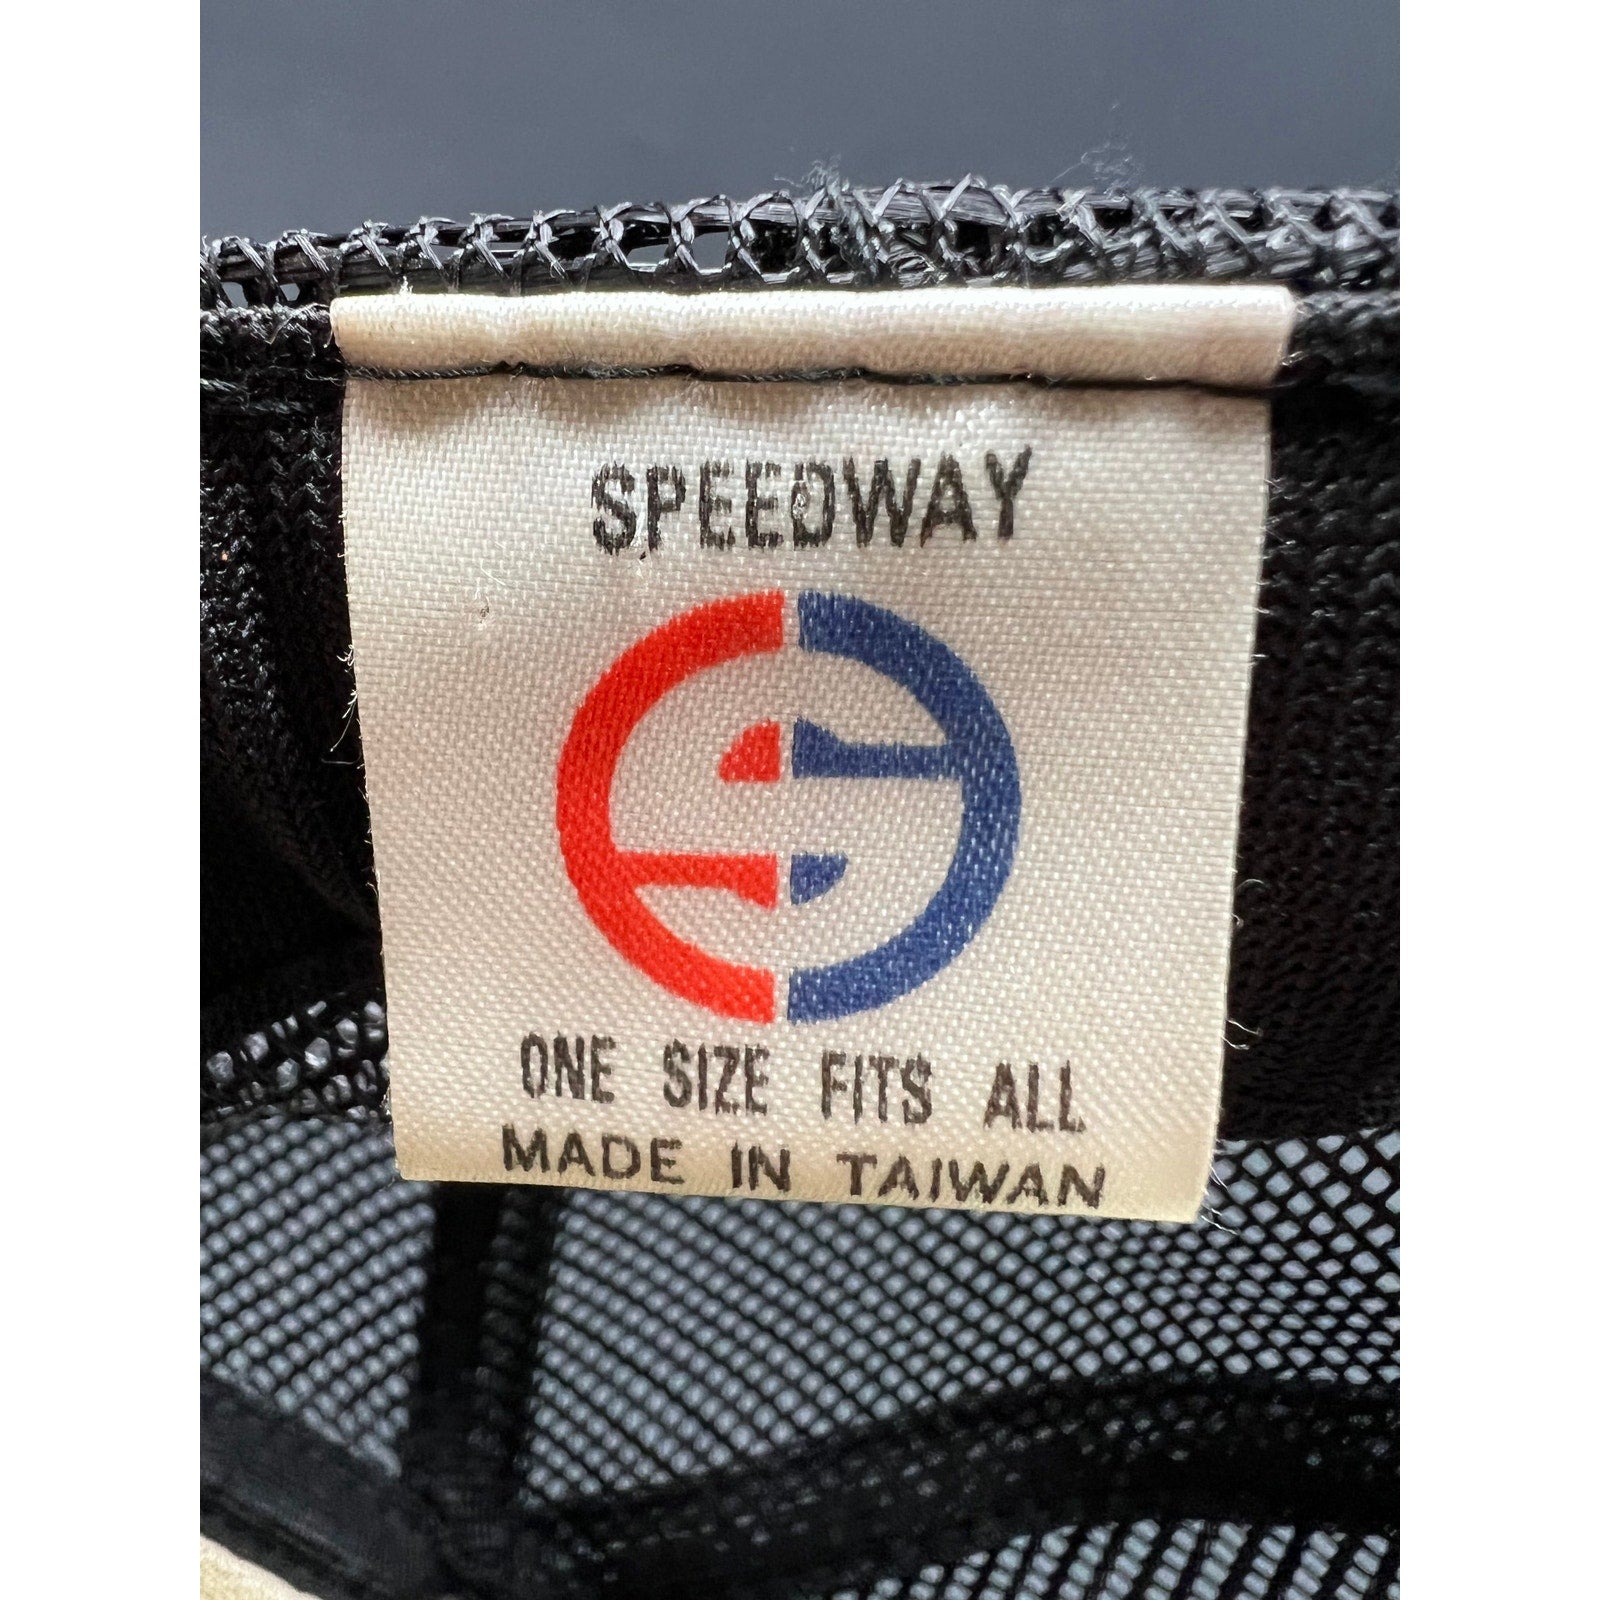 SPEEDWAY
ONE SIZE FITS ALL
MADE IN TAIWAN